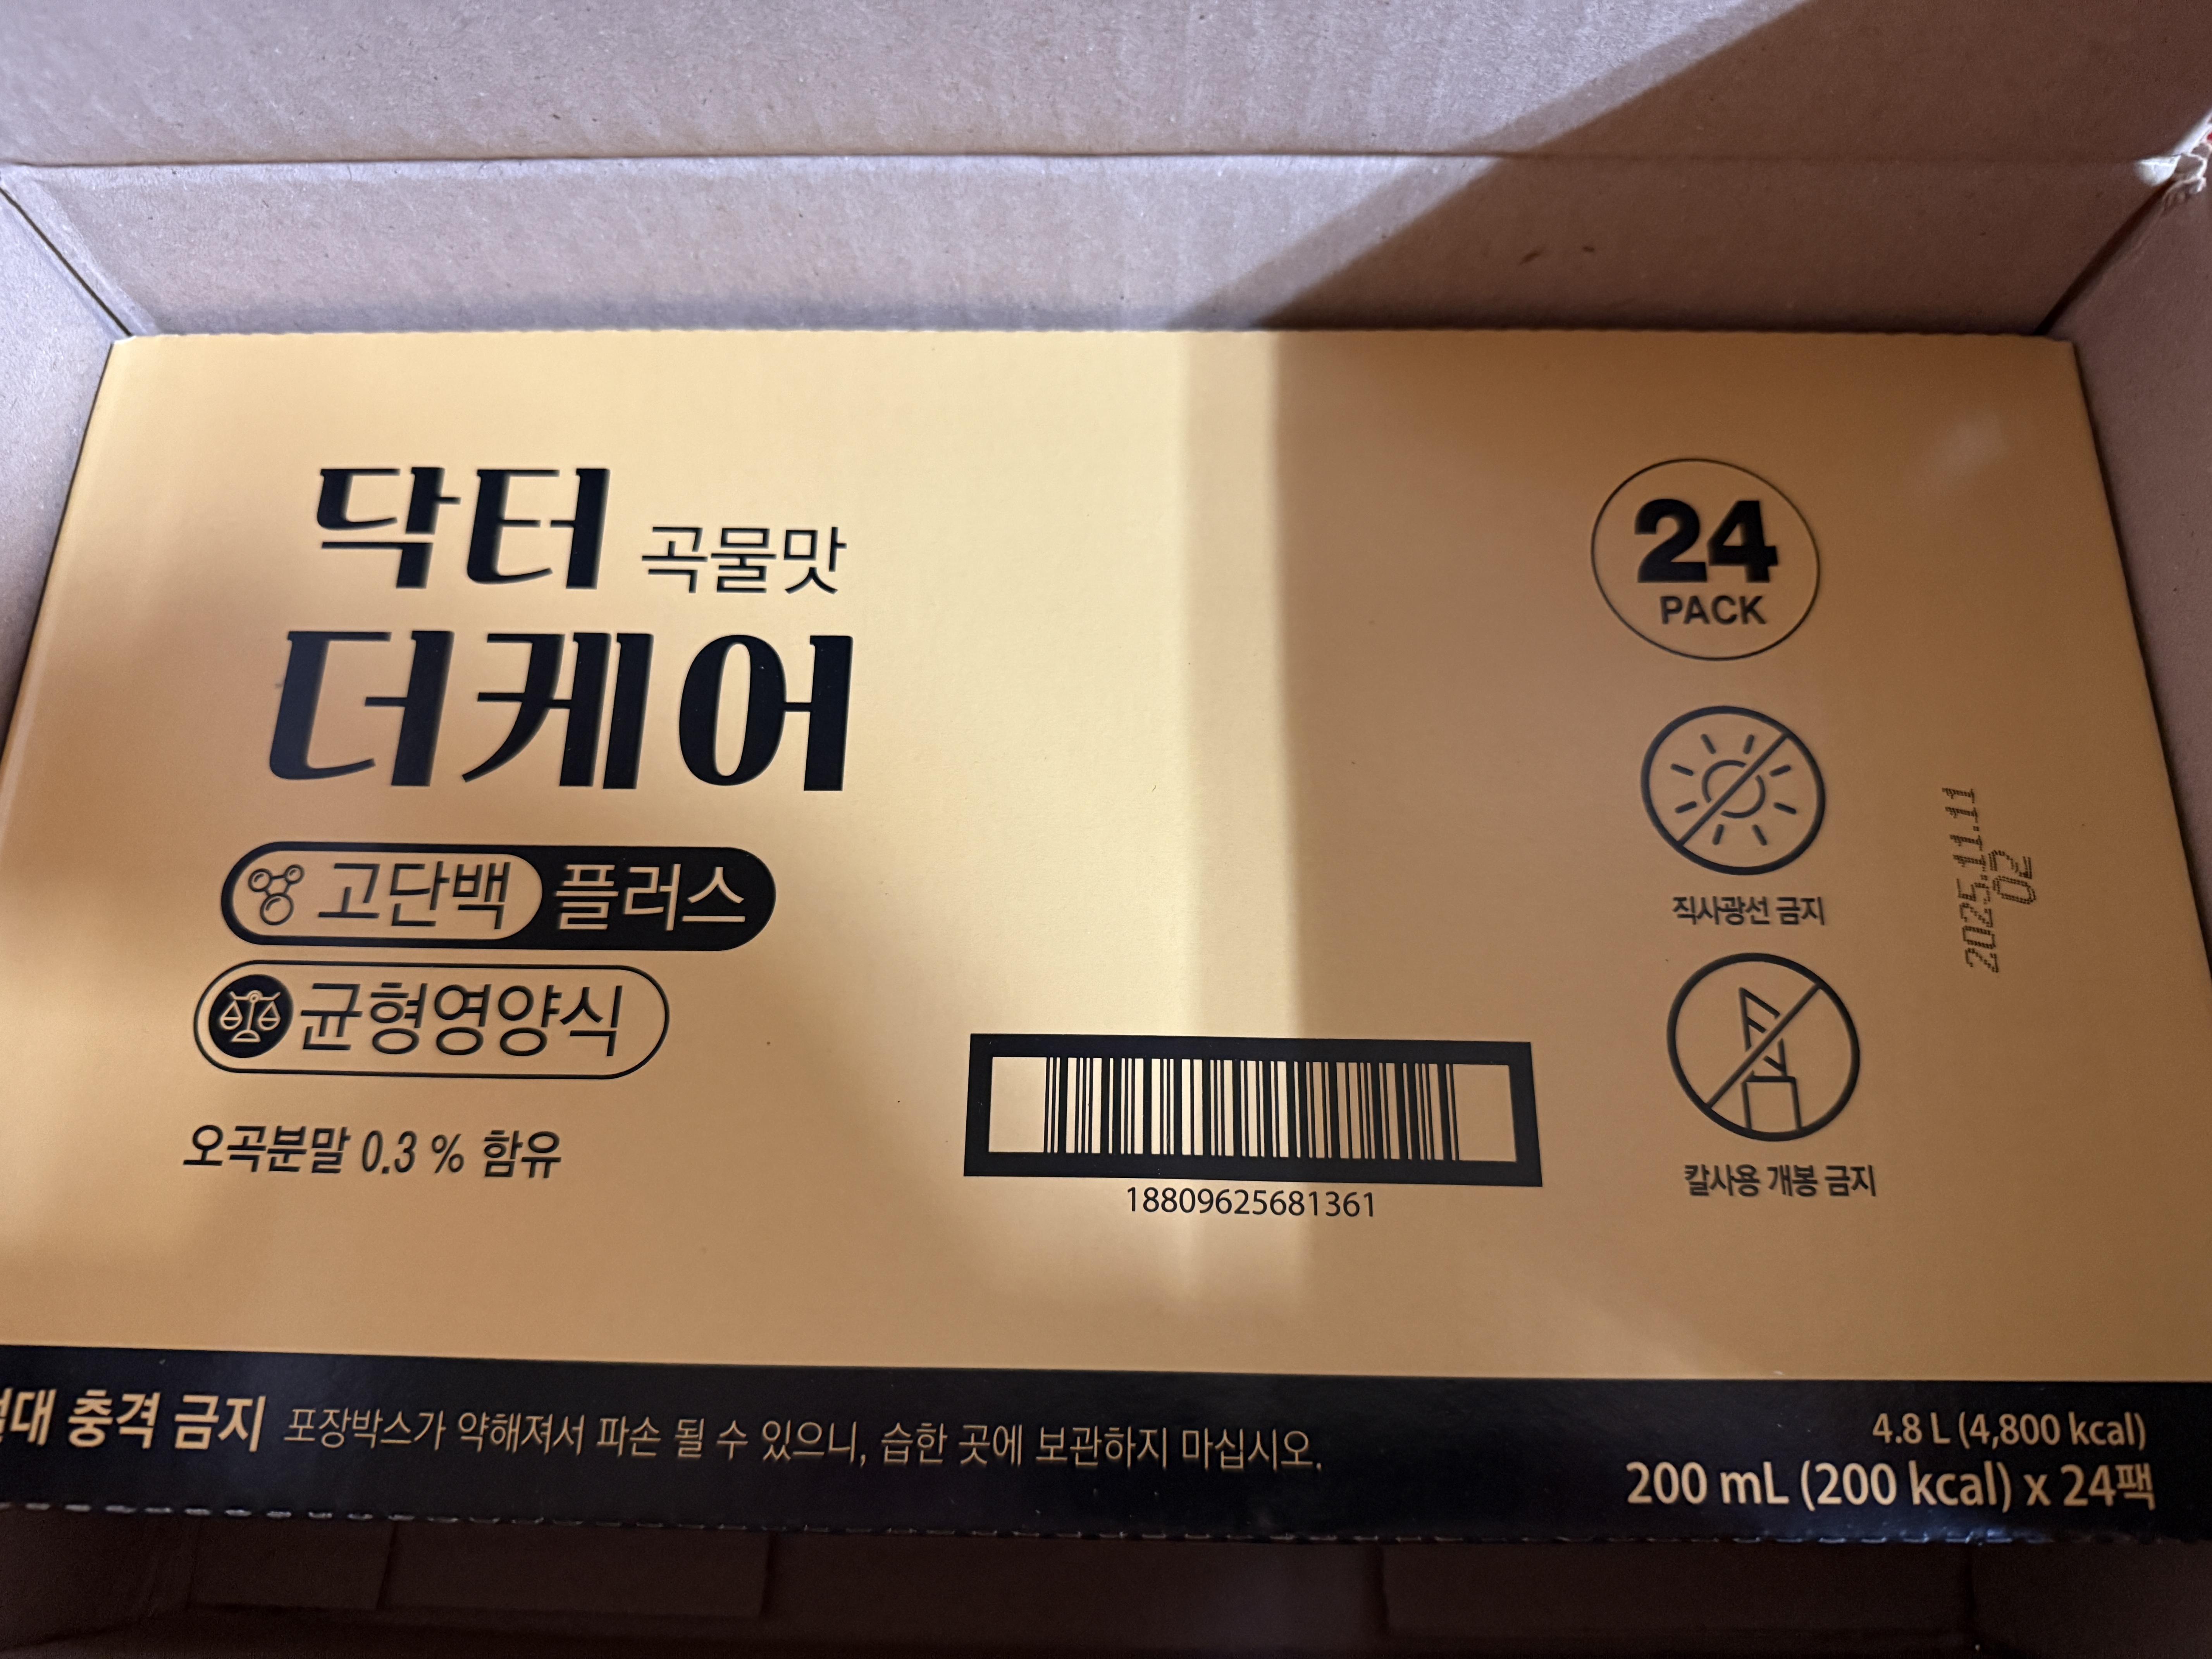 닥터 곡물맛
더케어
고단백 플러스
균형영양식
오곡분말 0.3 % 함유
18809625681361
24
PACK
직사광선 금지
칼사용 개봉 금지
2025.11.11
충격 금지 포장박스가 약해져서 파손 될 수 있으니, 습한 곳에 보관하지 마십시오.
4.8 L (4,800 kcal)
200 mL (200 kcal) x 24팩